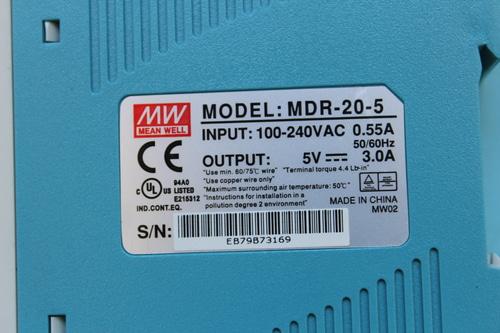 MW
MEAN WELL
MODEL: MDR-20-5
INPUT: 100-240VAC 0.55A
50/60Hz
OUTPUT: 5V 3.0A
"Use min. 60/75℃ wire" "Terminal torque 4.4 Lb-in"
"Use copper wire only"
"Maximum surrounding air temperature: 50℃"
"Instructions for installation in a
pollution degree 2 environment"
CE
94A0
c UL US LISTED
E215312
IND.CONT.EQ.
MADE IN CHINA
MW02
S/N:
EB79B73169